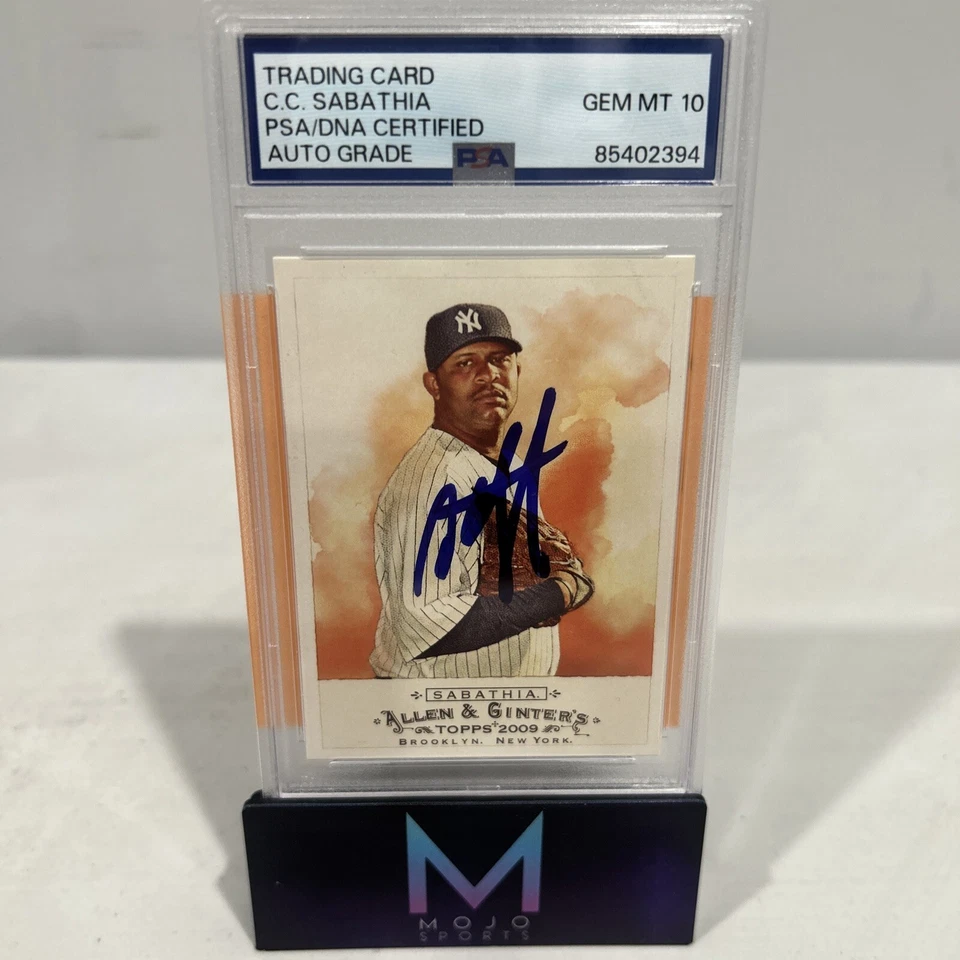 TRADING CARD
C.C. SABATHIA GEM MT 10
PSA/DNA CERTIFIED
AUTO GRADE PSA 85402394
NY
SABATHIA.
ALLEN & GINTER'S
TOPPS 2009
BROOKLYN. NEW YORK.
M
MOJO
SPORTS